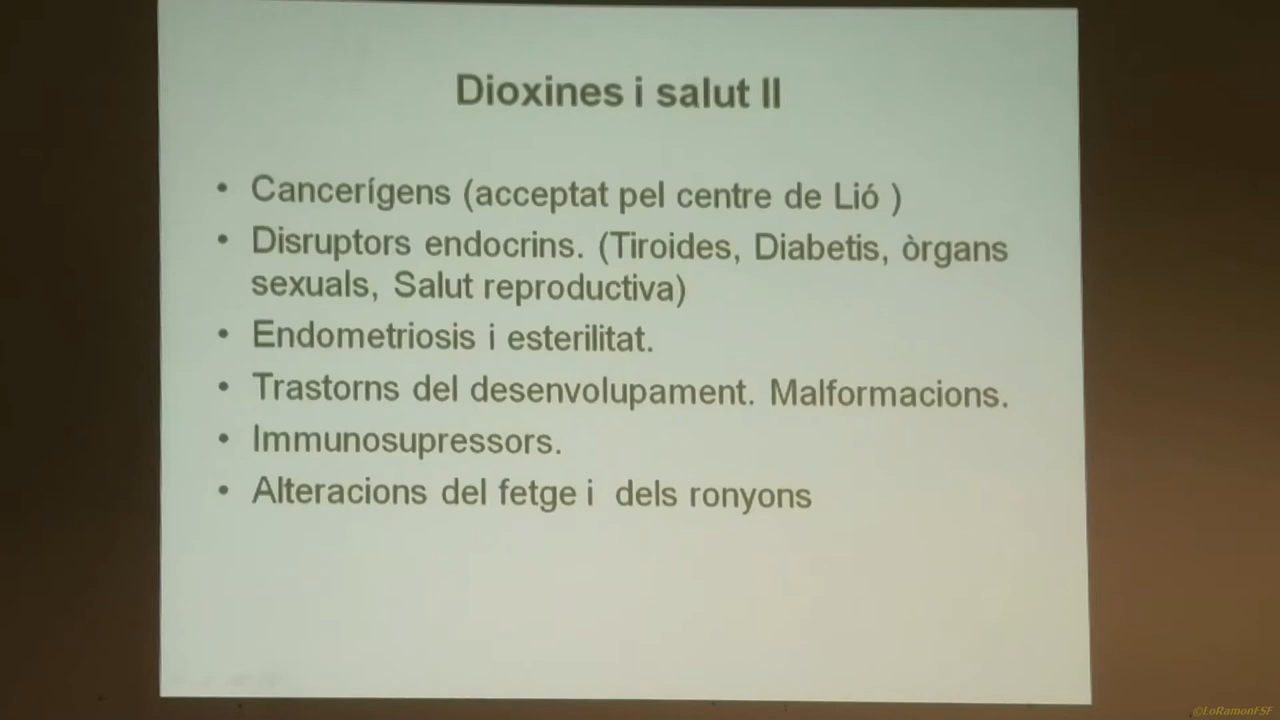 Dioxines i salut II
• Cancerígens (acceptat pel centre de Lió )
• Disruptors endocrins. (Tiroides, Diabetis, òrgans
sexuals, Salut reproductiva)
• Endometriosis i esterilitat.
• Trastorns del desenvolupament. Malformacions.
• Immunosupressors.
• Alteracions del fetge i  dels ronyons
©LoRamonFSF